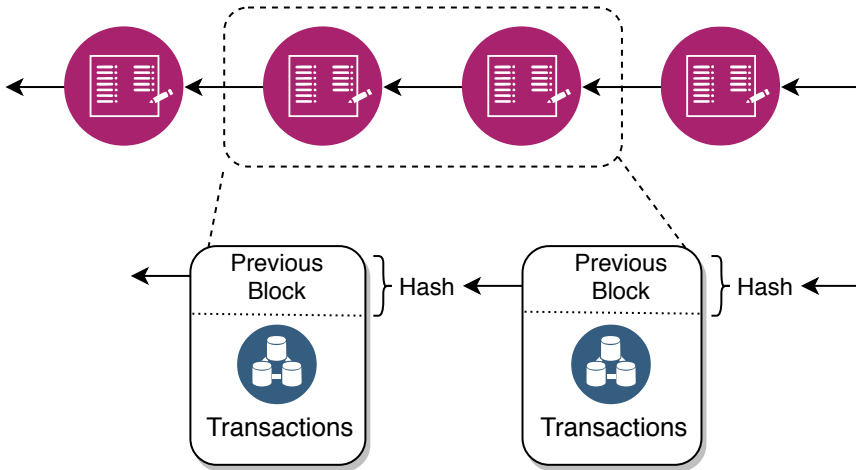 Previous
Block
Hash
Transactions
Previous
Block
Hash
Transactions